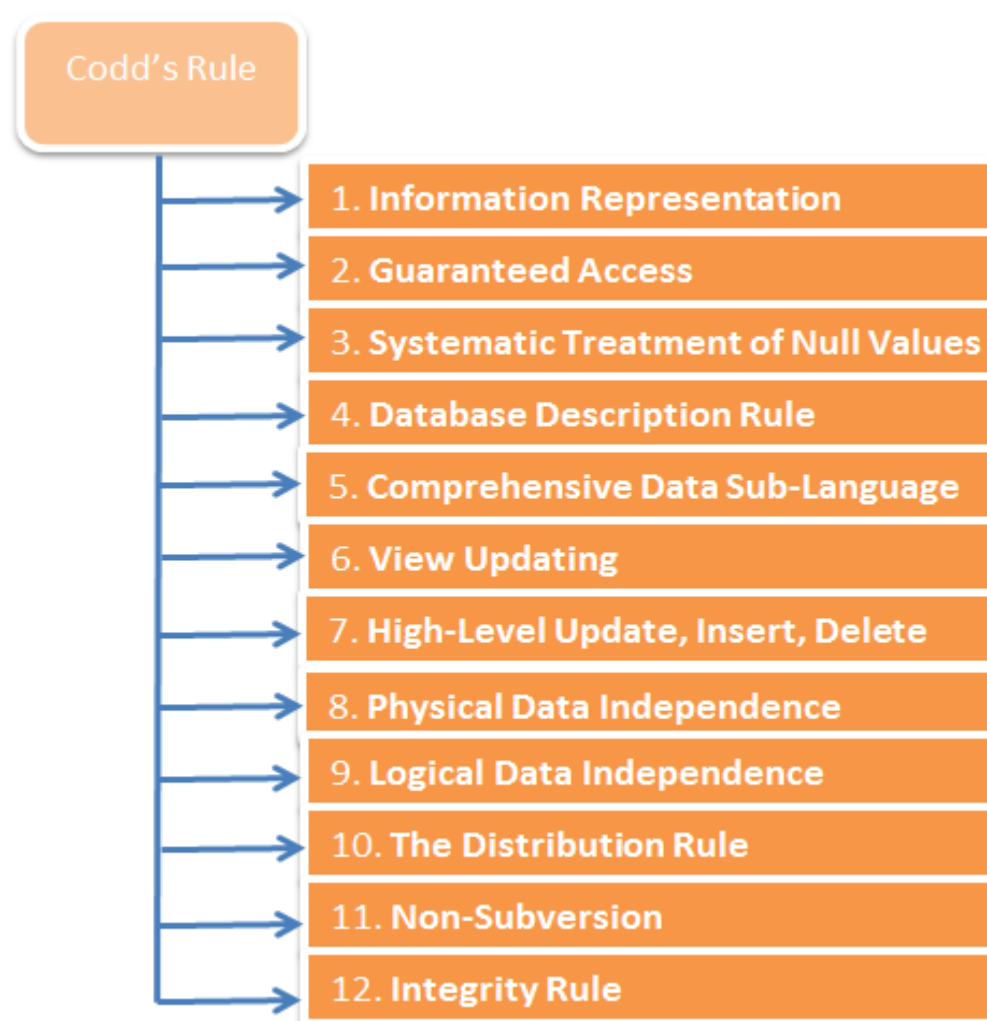 Codd's Rule
1. Information Representation
2. Guaranteed Access
3. Systematic Treatment of Null Values
4. Database Description Rule
5. Comprehensive Data Sub-Language
6. View Updating
7. High-Level Update, Insert, Delete
8. Physical Data Independence
9. Logical Data Independence
10. The Distribution Rule
11. Non-Subversion
12. Integrity Rule